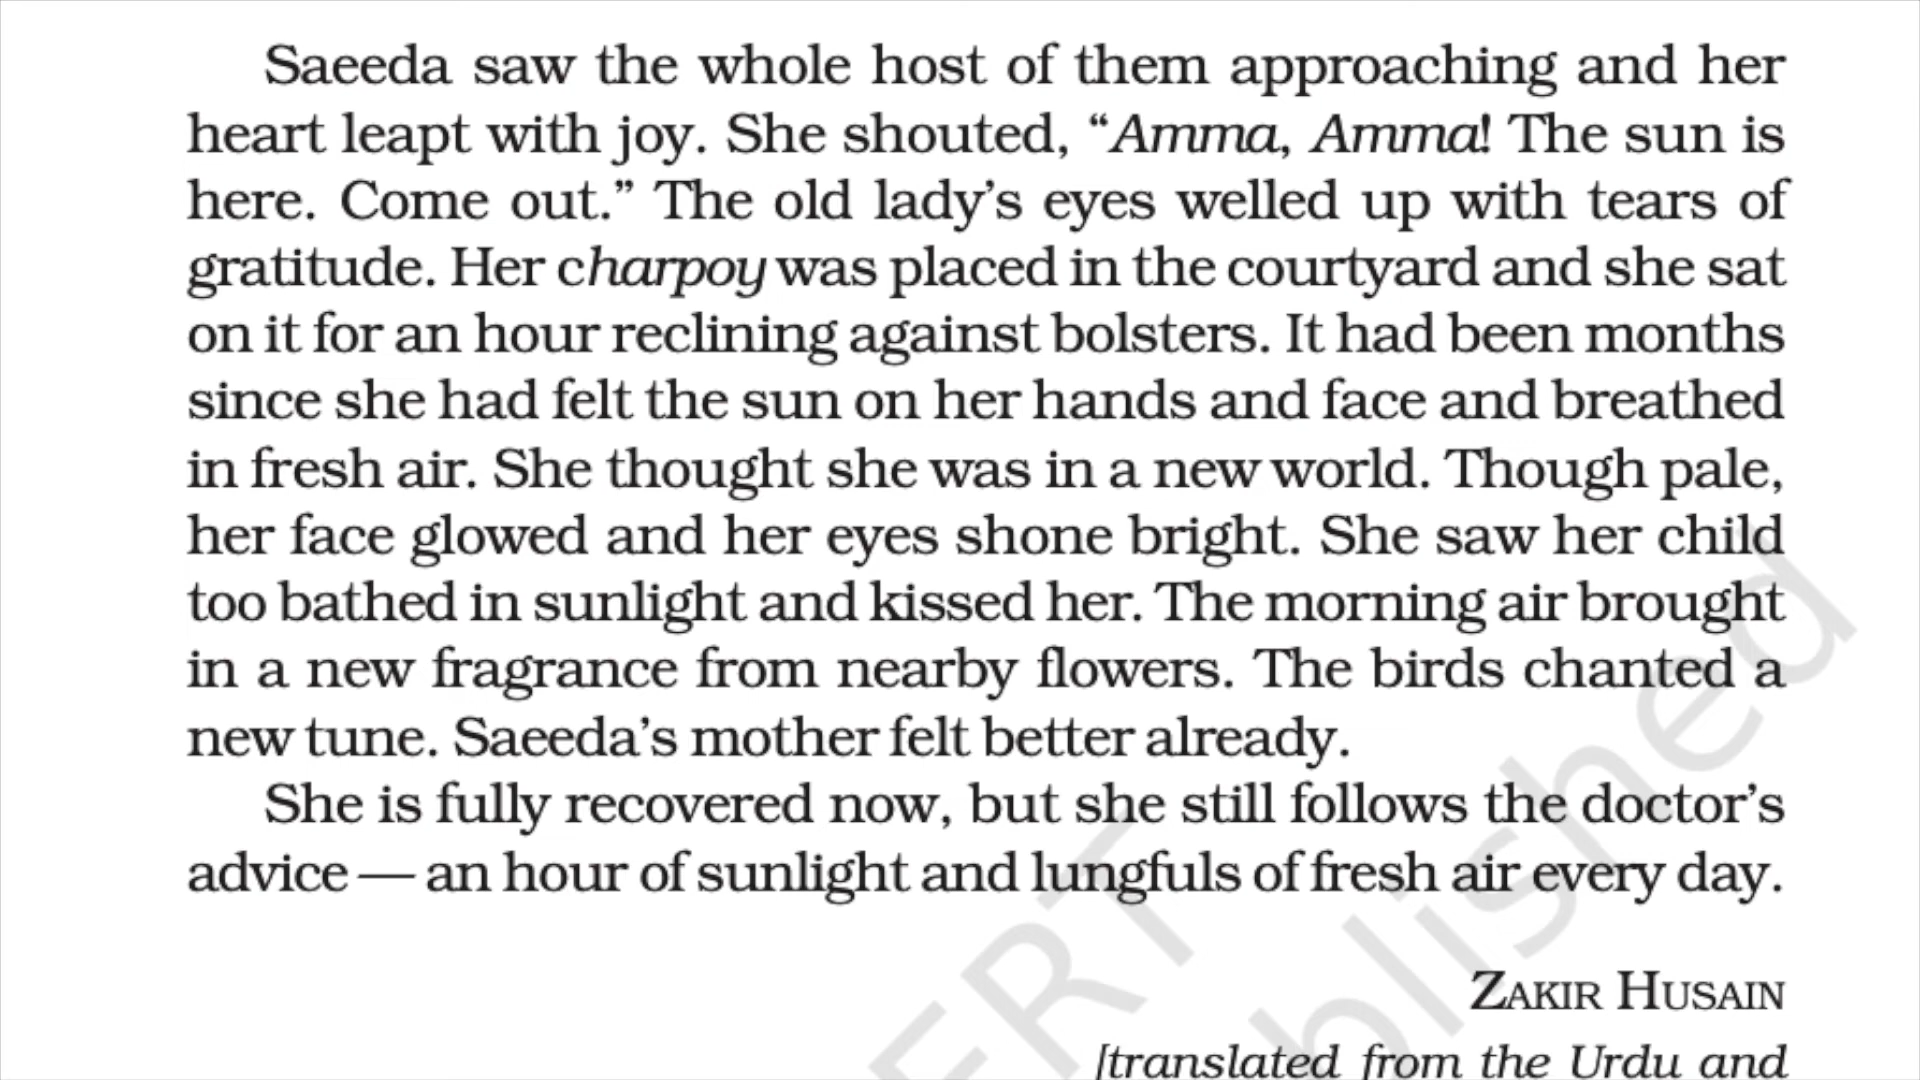 Saeeda saw the whole host of them approaching and her
heart leapt with joy. She shouted, “Amma, Amma! The sun is
here. Come out.” The old lady’s eyes welled up with tears of
gratitude. Her charpoy was placed in the courtyard and she sat
on it for an hour reclining against bolsters. It had been months
since she had felt the sun on her hands and face and breathed
in fresh air. She thought she was in a new world. Though pale,
her face glowed and her eyes shone bright. She saw her child
too bathed in sunlight and kissed her. The morning air brought
in a new fragrance from nearby flowers. The birds chanted a
new tune. Saeeda’s mother felt better already.
She is fully recovered now, but she still follows the doctor’s
advice — an hour of sunlight and lungfuls of fresh air every day.
ZAKIR HUSAIN
[translated from the Urdu and